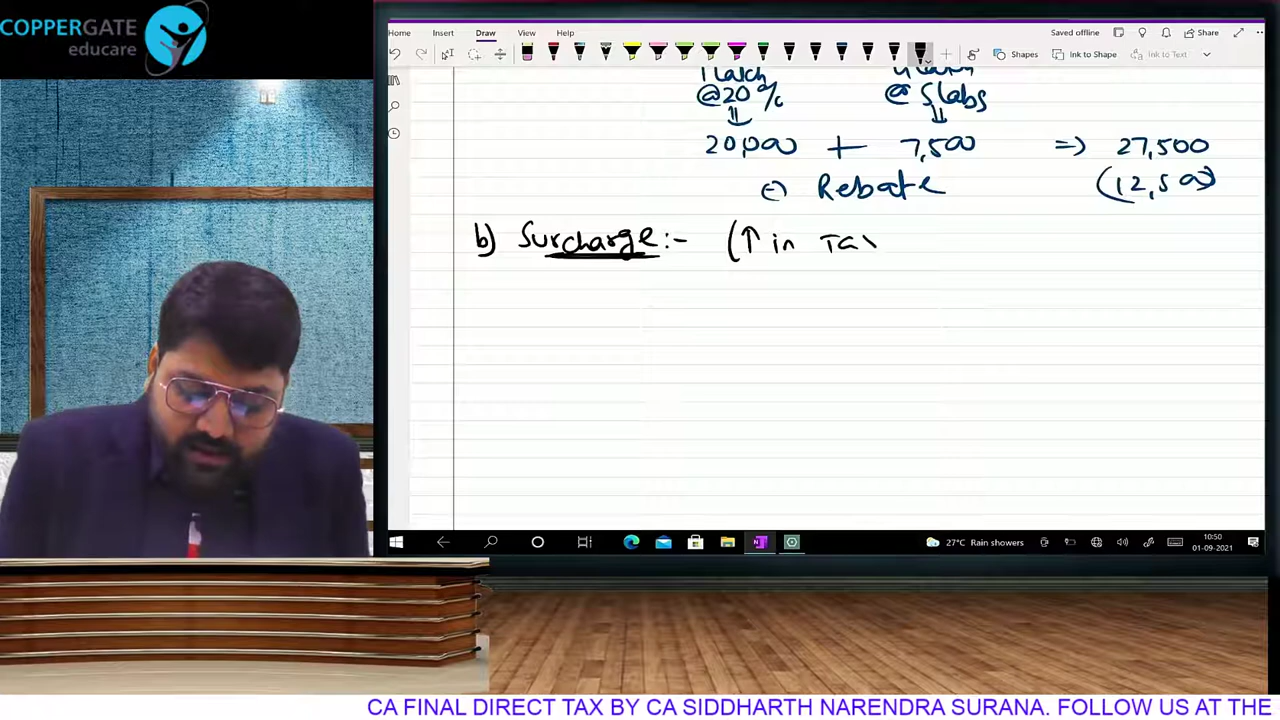 COPPERGATE
educare
Home Insert Draw View Help
Saved offline
Share
Shapes
Ink to Shape
Ink to Text
@20% @ Slabs
20,000 + 7,500 => 27,500
(-) Rebate (12,500)
b) Surcharge:- (↑ in Tax
27°C Rain showers
10:50
01-09-2021
CA FINAL DIRECT TAX BY CA SIDDHARTH NARENDRA SURANA. FOLLOW US AT THE